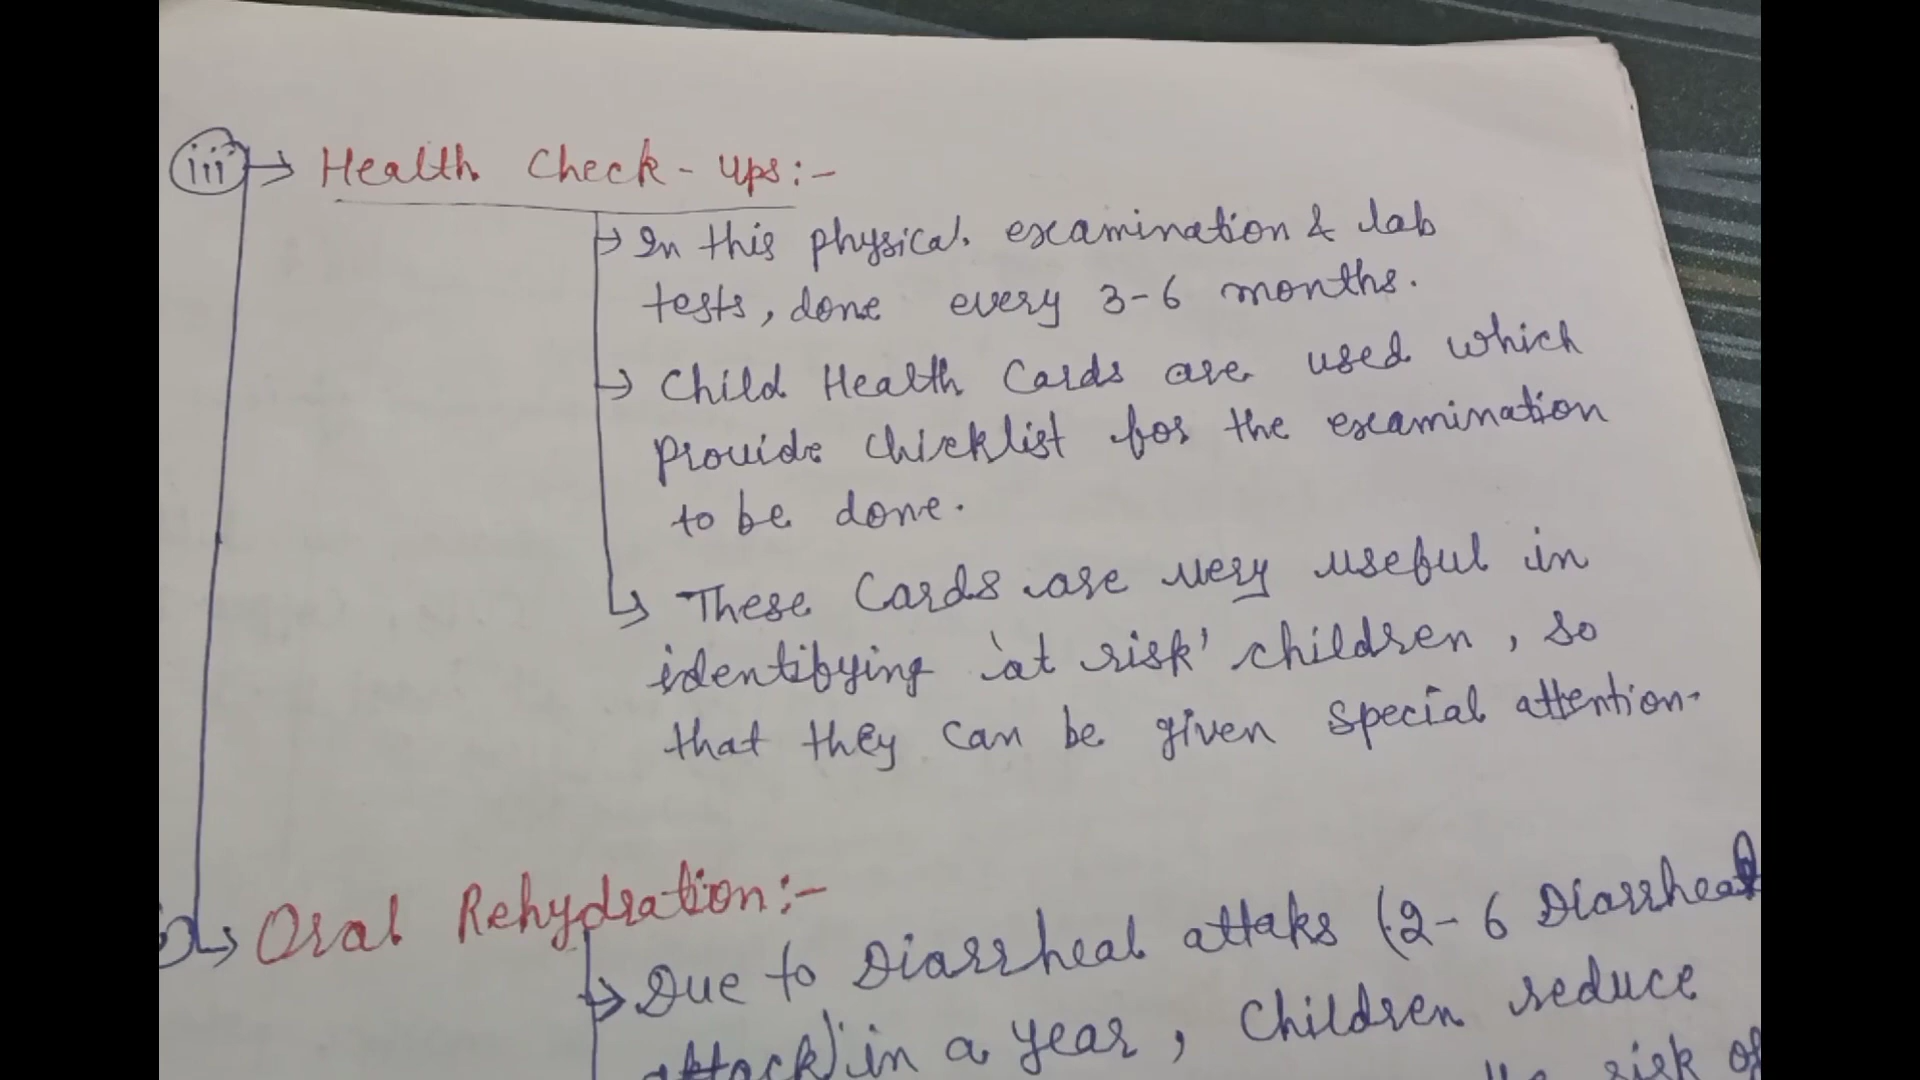 iii → Health Check-ups:-
→ In this physical examination & lab
tests, done every 3-6 months.
→ Child Health Cards are used which
provide chicklist for the examination
to be done.
↳ These Cards are very useful in
identifying 'at risk' children, so
that they can be given special attention.
↳ Oral Rehydration:-
→ Due to Diarrheal attaks (2-6 Diarrheal
attack) in a year, Children reduce
risk of